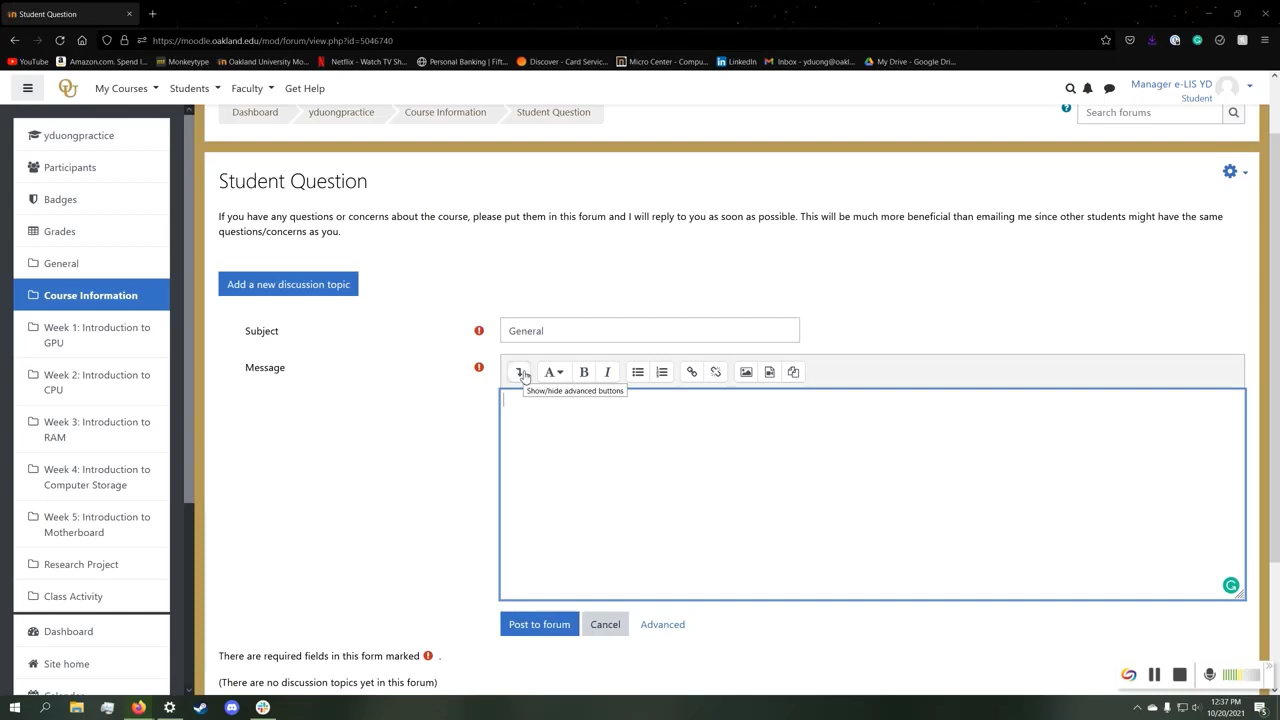 Student Question
https://moodle.oakland.edu/mod/forum/view.php?id=5046740
YouTube
Amazon.com. Spend l...
Monkeytype
Oakland University Mo...
Netflix - Watch TV Sh...
Personal Banking | Fift...
Discover - Card Servic...
Micro Center - Compu...
LinkedIn
Inbox - yduong@oakl...
My Drive - Google Dri...
My Courses
Students
Faculty
Get Help
Manager e-LIS YD
Student
Dashboard
yduongpractice
Course Information
Student Question
Search forums
yduongpractice
Participants
Badges
Grades
General
Course Information
Week 1: Introduction to
GPU
Week 2: Introduction to
CPU
Week 3: Introduction to
RAM
Week 4: Introduction to
Computer Storage
Week 5: Introduction to
Motherboard
Research Project
Class Activity
Dashboard
Site home
Student Question
If you have any questions or concerns about the course, please put them in this forum and I will reply to you as soon as possible. This will be much more beneficial than emailing me since other students might have the same
questions/concerns as you.
Add a new discussion topic
Subject
General
Message
A B I
Show/hide advanced buttons
Post to forum
Cancel
Advanced
There are required fields in this form marked .
(There are no discussion topics yet in this forum)
12:37 PM
10/20/2021